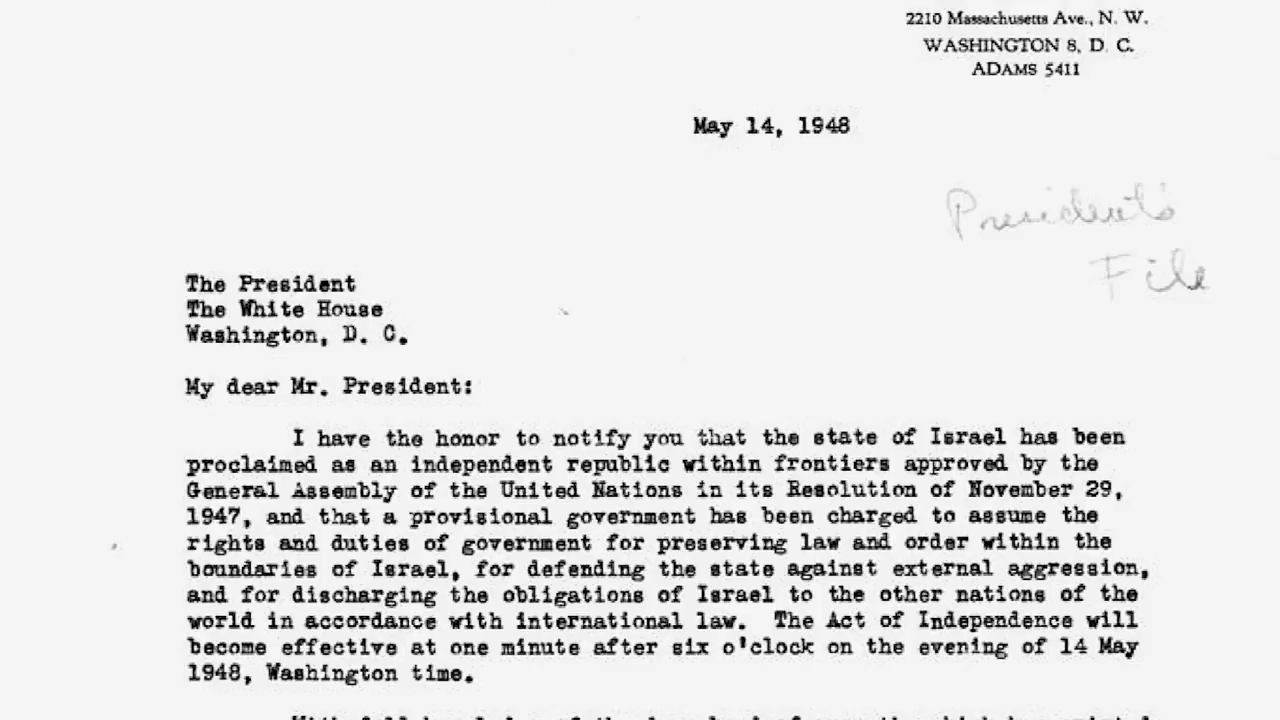 2210 Massachusetts Ave., N. W.
WASHINGTON 8, D. C.
ADAMS 5411
May 14, 1948
President's
File
The President
The White House
Washington, D. C.
My dear Mr. President:
I have the honor to notify you that the state of Israel has been
proclaimed as an independent republic within frontiers approved by the
General Assembly of the United Nations in its Resolution of November 29,
1947, and that a provisional government has been charged to assume the
rights and duties of government for preserving law and order within the
boundaries of Israel, for defending the state against external aggression,
and for discharging the obligations of Israel to the other nations of the
world in accordance with international law. The Act of Independence will
become effective at one minute after six o'clock on the evening of 14 May
1948, Washington time.